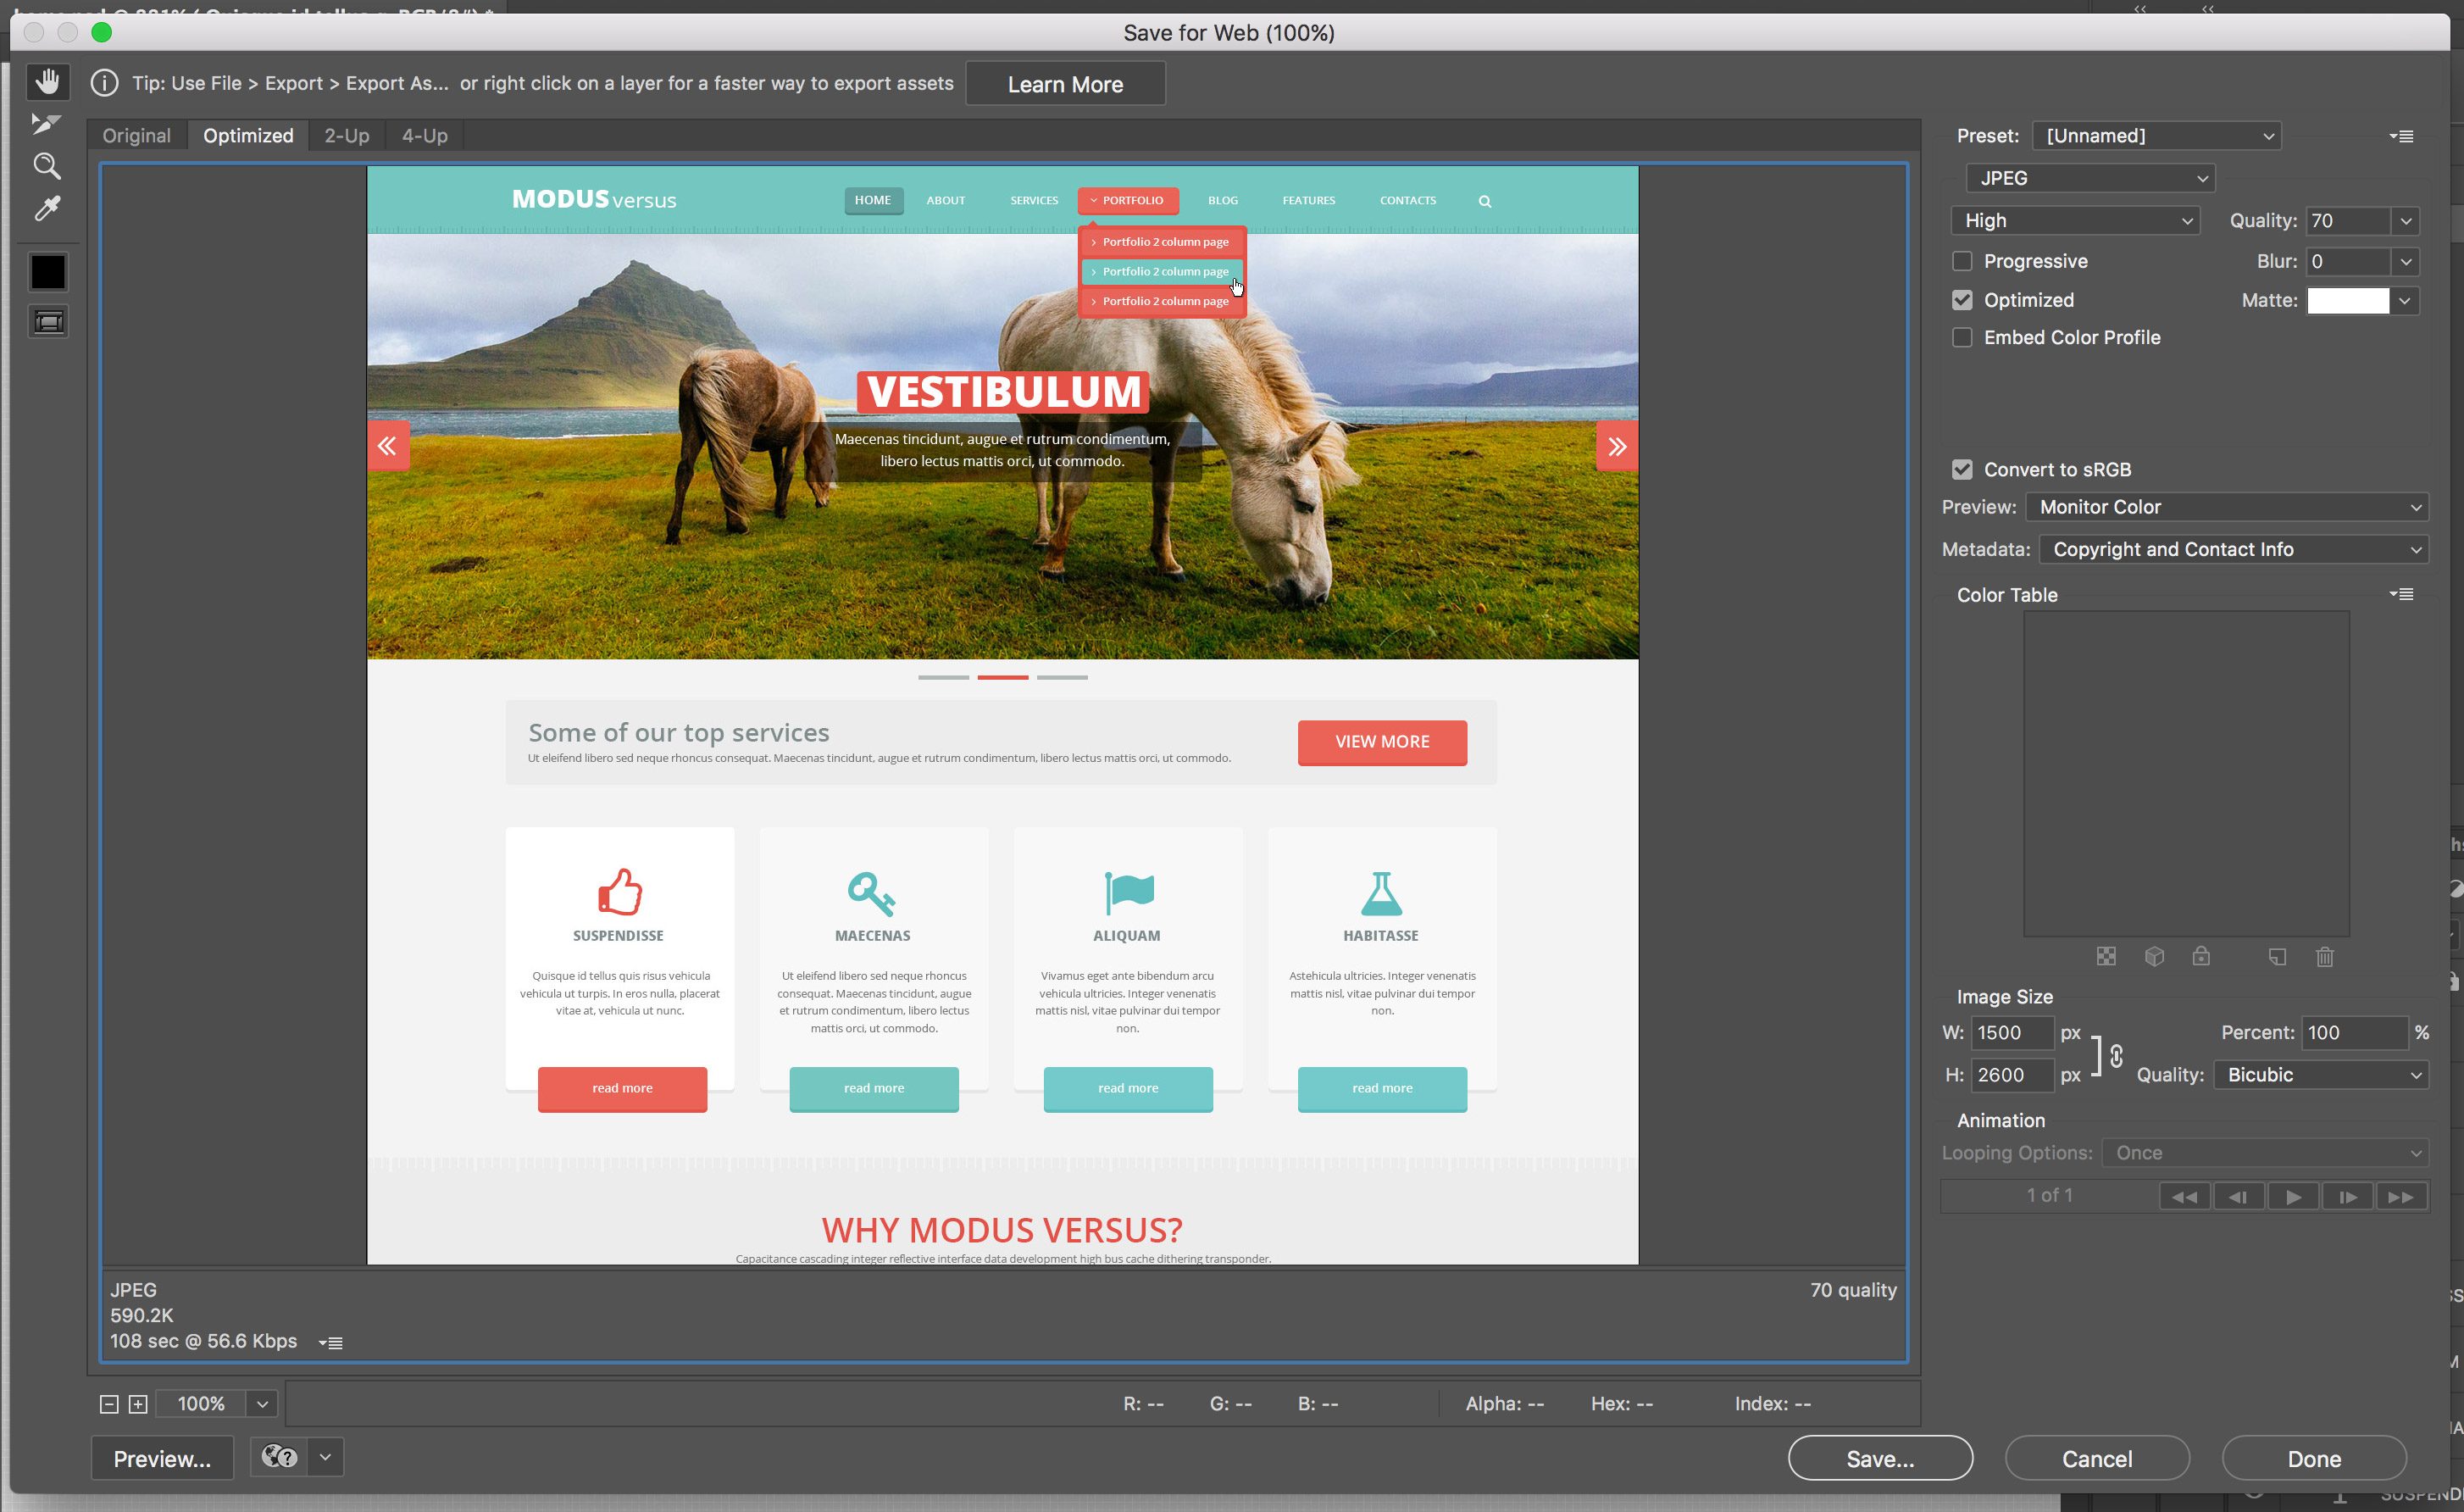 Save for Web (100%)
Tip: Use File > Export > Export As... or right click on a layer for a faster way to export assets
Learn More
Original Optimized 2-Up 4-Up
MODUS versus
HOME ABOUT SERVICES PORTFOLIO BLOG FEATURES CONTACTS
Portfolio 2 column page
Portfolio 2 column page
Portfolio 2 column page
VESTIBULUM
Maecenas tincidunt, augue et rutrum condimentum,
libero lectus mattis orci, ut commodo.
Some of our top services
Ut eleifend libero sed neque rhoncus consequat. Maecenas tincidunt, augue et rutrum condimentum, libero lectus mattis orci, ut commodo.
VIEW MORE
SUSPENDISSE
Quisque id tellus quis risus vehicula
vehicula ut turpis. In eros nulla, placerat
vitae at, vehicula ut nunc.
read more
MAECENAS
Ut eleifend libero sed neque rhoncus
consequat. Maecenas tincidunt, augue
et rutrum condimentum, libero lectus
mattis orci, ut commodo.
read more
ALIQUAM
Vivamus eget ante bibendum arcu
vehicula ultricies. Integer venenatis
mattis nisl, vitae pulvinar dui tempor
non.
read more
HABITASSE
Astehicula ultricies. Integer venenatis
mattis nisl, vitae pulvinar dui tempor
non.
read more
WHY MODUS VERSUS?
Capacitance cascading integer reflective interface data development high bus cache dithering transponder.
JPEG
590.2K
108 sec @ 56.6 Kbps
70 quality
100%
R: -- G: -- B: -- Alpha: -- Hex: -- Index: --
Preview...
Save... Cancel Done
Preset: [Unnamed]
JPEG
High Quality: 70
Progressive Blur: 0
Optimized Matte:
Embed Color Profile
Convert to sRGB
Preview: Monitor Color
Metadata: Copyright and Contact Info
Color Table
Image Size
W: 1500 px Percent: 100 %
H: 2600 px Quality: Bicubic
Animation
Looping Options: Once
1 of 1